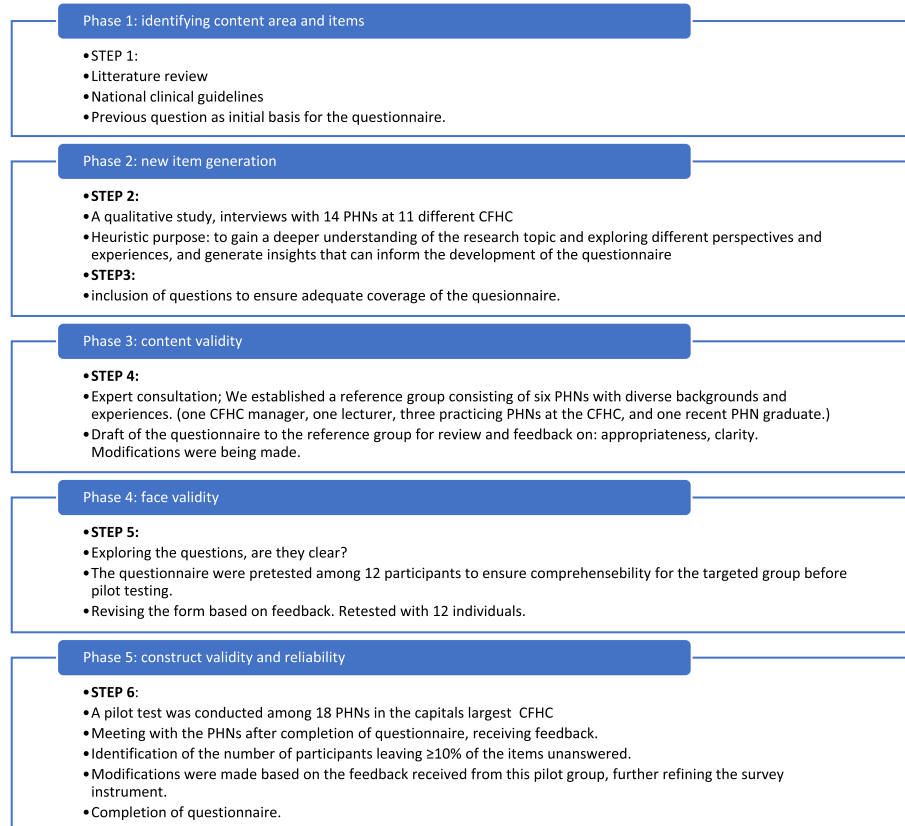 Phase 1: identifying content area and items
•STEP 1:
•Litterature review
•National clinical guidelines
•Previous question as initial basis for the questionnaire.
Phase 2: new item generation
•STEP 2:
•A qualitative study, interviews with 14 PHNs at 11 different CFHC
•Heuristic purpose: to gain a deeper understanding of the research topic and exploring different perspectives and
experiences, and generate insights that can inform the development of the questionnaire
•STEP3:
•inclusion of questions to ensure adequate coverage of the quesionnaire.
Phase 3: content validity
•STEP 4:
•Expert consultation; We established a reference group consisting of six PHNs with diverse backgrounds and
experiences. (one CFHC manager, one lecturer, three practicing PHNs at the CFHC, and one recent PHN graduate.)
•Draft of the questionnaire to the reference group for review and feedback on: appropriateness, clarity.
Modifications were being made.
Phase 4: face validity
•STEP 5:
•Exploring the questions, are they clear?
•The questionnaire were pretested among 12 participants to ensure comprehensebility for the targeted group before
pilot testing.
•Revising the form based on feedback. Retested with 12 individuals.
Phase 5: construct validity and reliability
•STEP 6:
•A pilot test was conducted among 18 PHNs in the capitals largest CFHC
•Meeting with the PHNs after completion of questionnaire, receiving feedback.
•Identification of the number of participants leaving ≥10% of the items unanswered.
•Modifications were made based on the feedback received from this pilot group, further refining the survey
instrument.
•Completion of questionnaire.